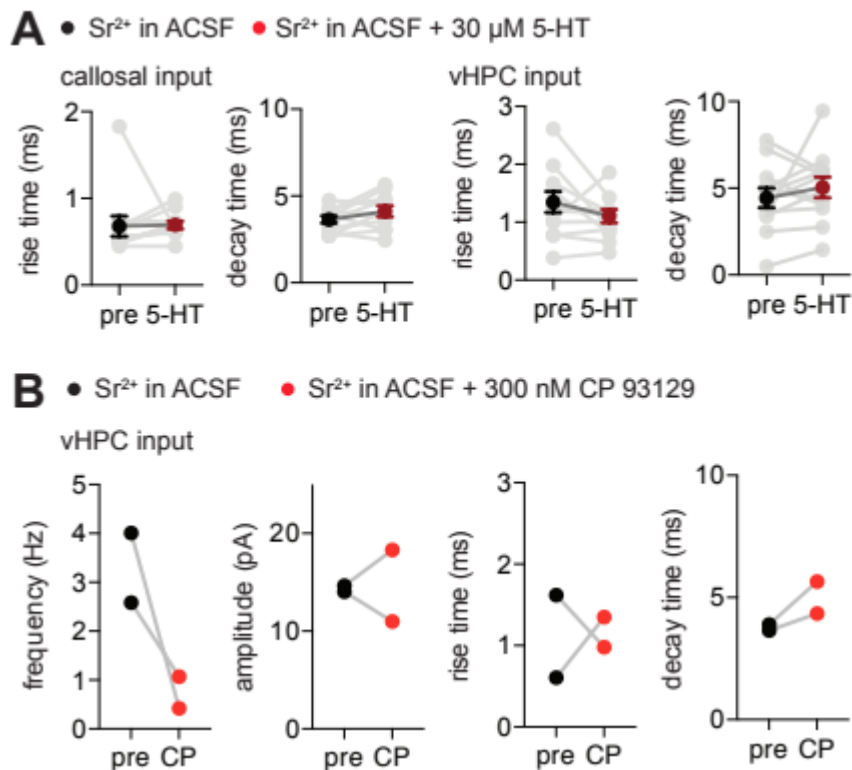 A
Sr²⁺ in ACSF
Sr²⁺ in ACSF + 30 µM 5-HT
callosal input
vHPC input
rise time (ms)
2
1
0
pre 5-HT
decay time (ms)
10
5
0
pre 5-HT
rise time (ms)
3
2
1
0
pre 5-HT
decay time (ms)
10
5
0
pre 5-HT
B
Sr²⁺ in ACSF
Sr²⁺ in ACSF + 300 nM CP 93129
vHPC input
frequency (Hz)
5
4
3
2
1
0
pre CP
amplitude (pA)
20
10
0
pre CP
rise time (ms)
3
2
1
0
pre CP
decay time (ms)
10
5
0
pre CP